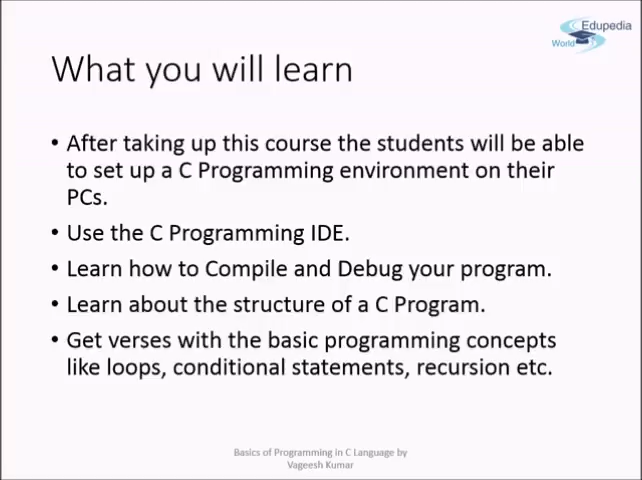 Edupedia
World
What you will learn
• After taking up this course the students will be able
to set up a C Programming environment on their
PCs.
• Use the C Programming IDE.
• Learn how to Compile and Debug your program.
• Learn about the structure of a C Program.
• Get verses with the basic programming concepts
like loops, conditional statements, recursion etc.
Basics of Programming in C Language by
Vageesh Kumar